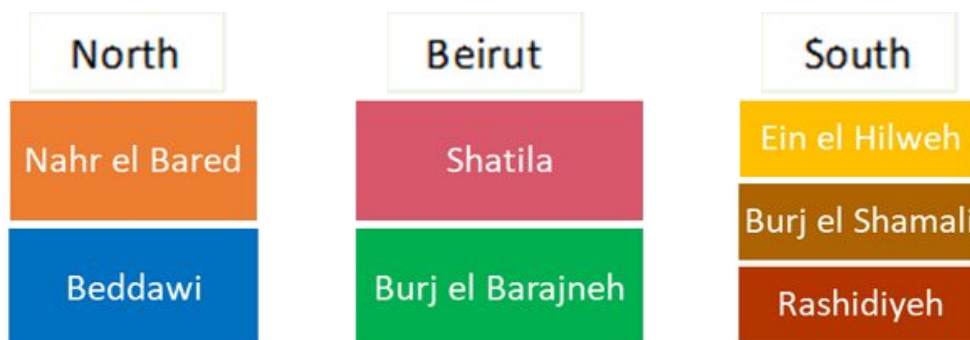 North
Nahr el Bared
Beddawi
Beirut
Shatila
Burj el Barajneh
South
Ein el Hilweh
Burj el Shamali
Rashidiyeh